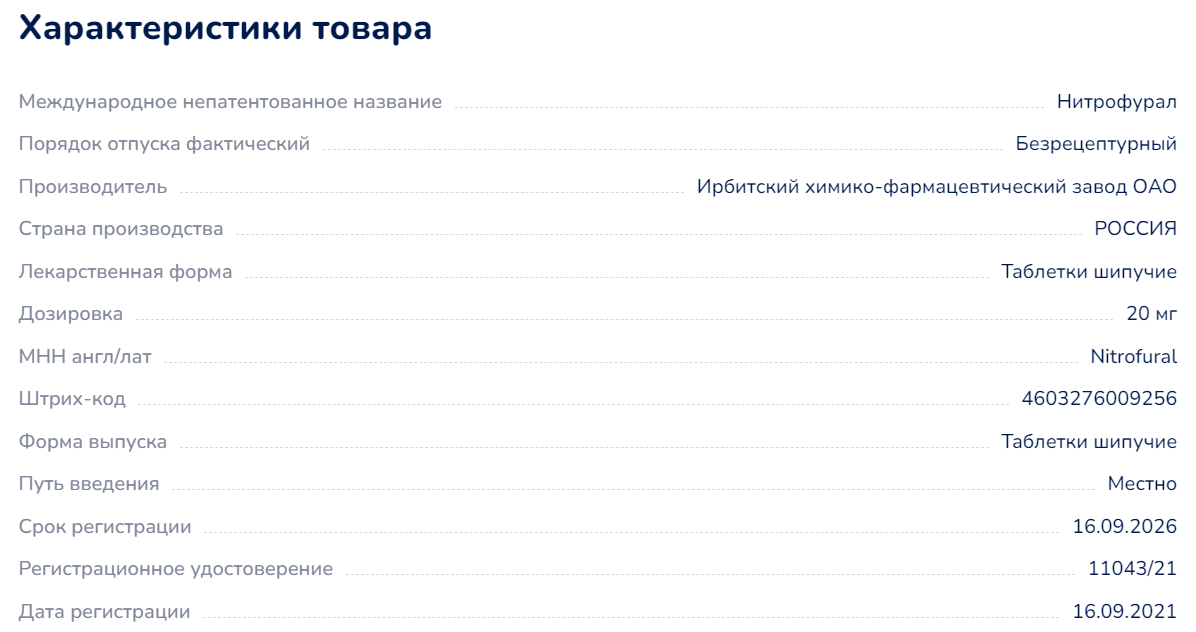 Характеристики товара
Международное непатентованное название Нитрофурал
Порядок отпуска фактический Безрецептурный
Производитель Ирбитский химико-фармацевтический завод ОАО
Страна производства РОССИЯ
Лекарственная форма Таблетки шипучие
Дозировка 20 мг
МНН англ/лат Nitrofural
Штрих-код 4603276009256
Форма выпуска Таблетки шипучие
Путь введения Местно
Срок регистрации 16.09.2026
Регистрационное удостоверение 11043/21
Дата регистрации 16.09.2021